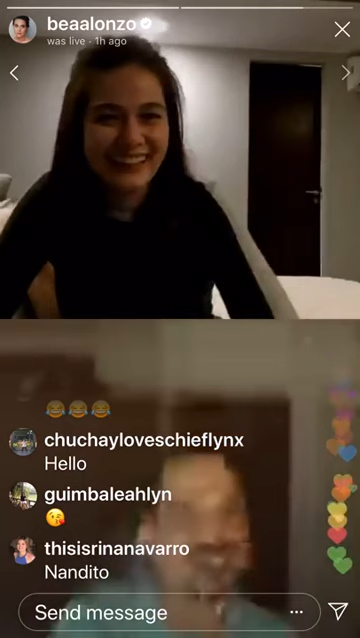 beaalonzo
was live · 1h ago
😂😂😂
chuchayloveschieflynx
Hello
guimbaleahlyn
😘
thisisrinanavarro
Nandito
Send message